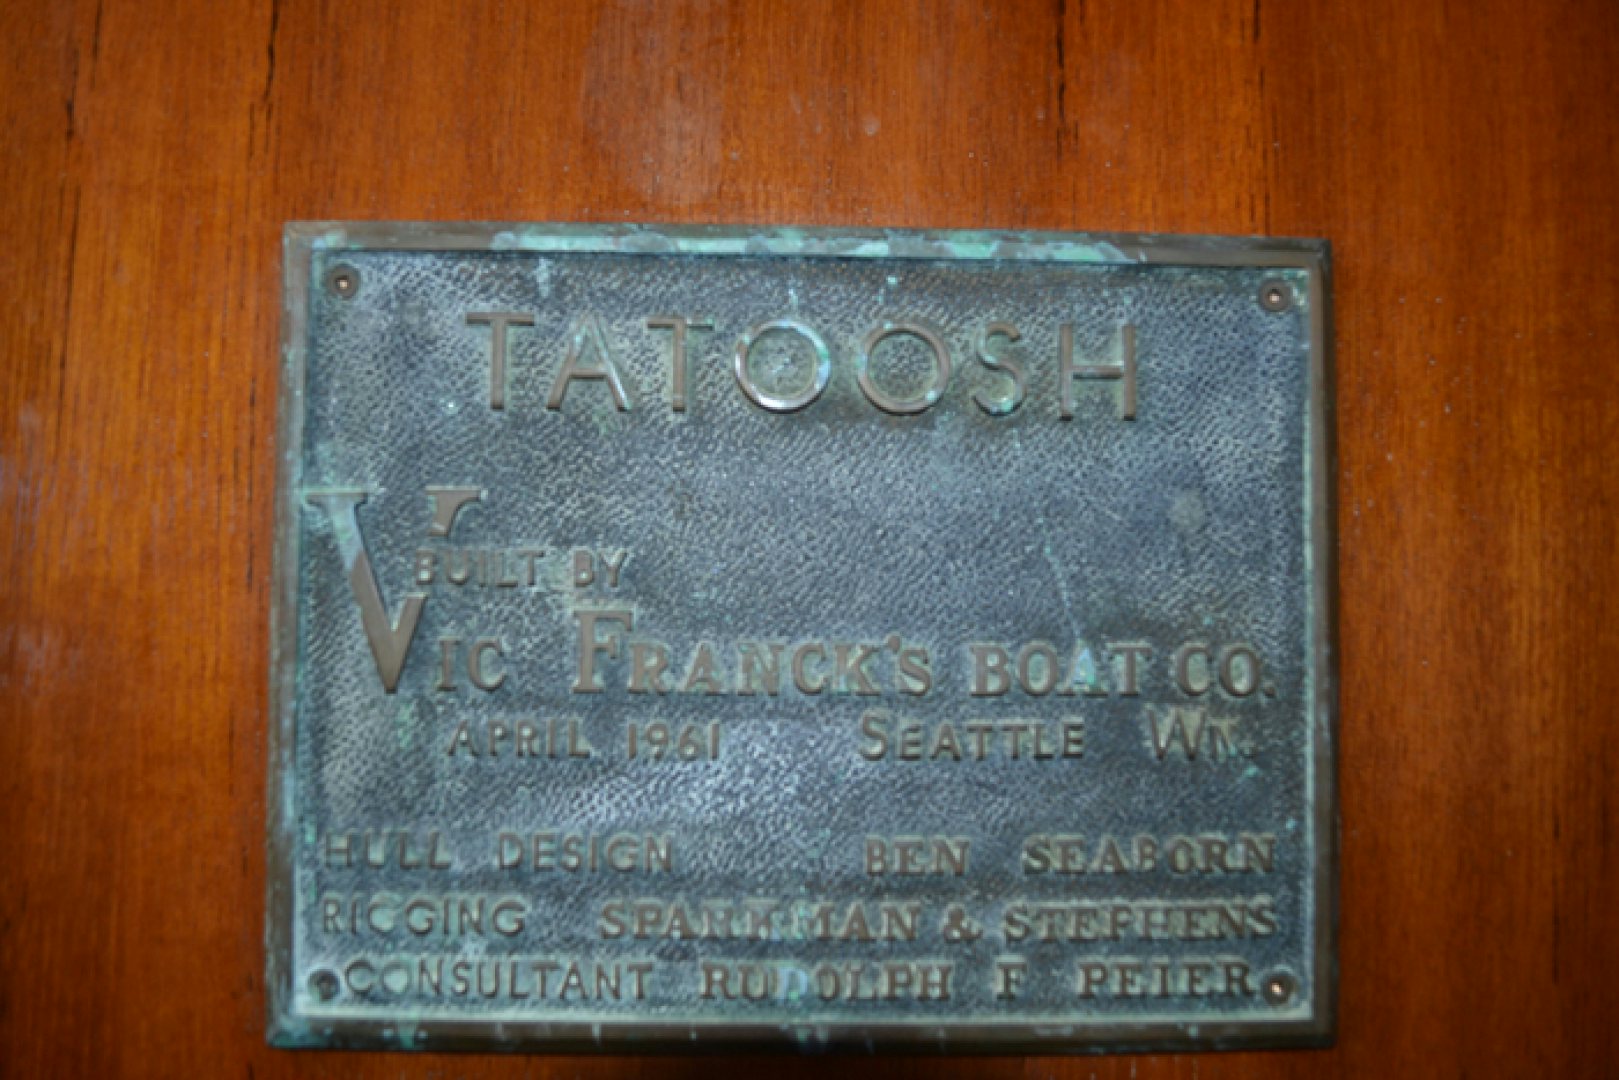 TATOOSH
BUILT BY
VIC FRANCK'S BOAT CO.
APRIL 1961 SEATTLE WN.
HULL DESIGN BEN SEABORN
RIGGING SPARKMAN & STEPHENS
CONSULTANT RUDOLPH F PEIER